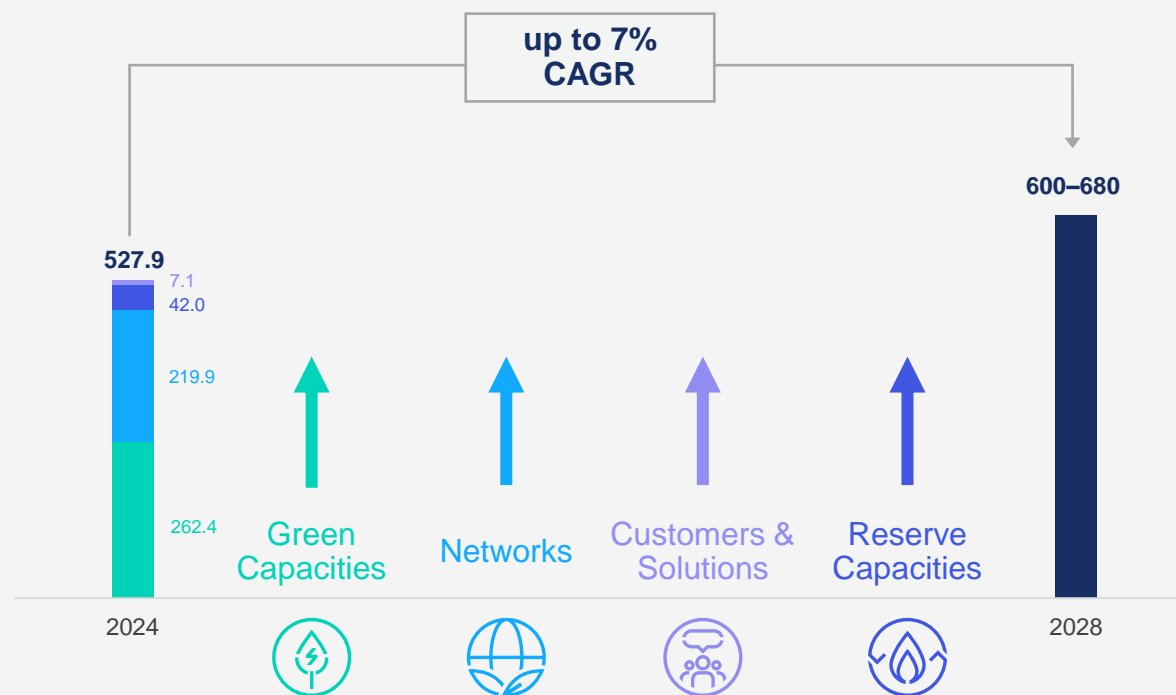 up to 7%
CAGR
600–680
527.9
7.1
42.0
219.9
262.4
Green
Capacities
Networks
Customers &
Solutions
Reserve
Capacities
2024
2028